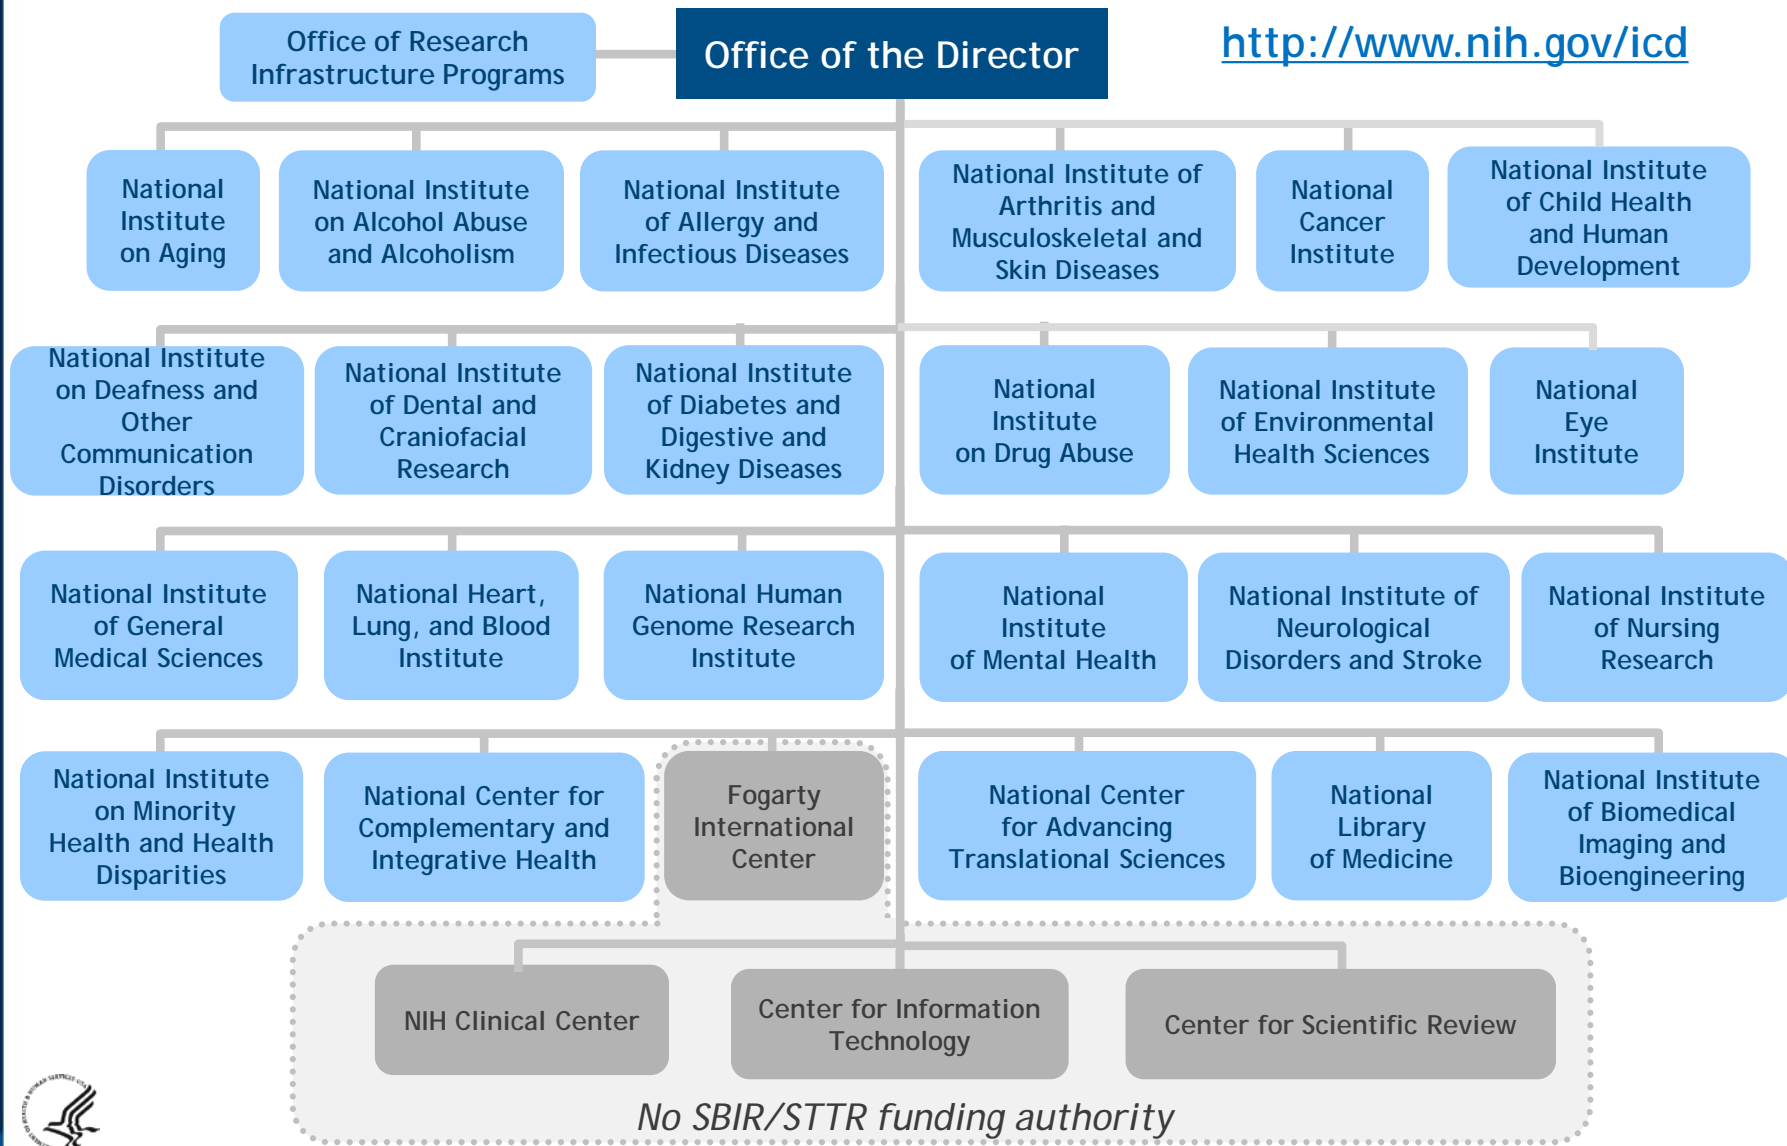 Office of Research
Infrastructure Programs
Office of the Director
http://www.nih.gov/icd
National
Institute
on Aging
National Institute
on Alcohol Abuse
and Alcoholism
National Institute
of Allergy and
Infectious Diseases
National Institute of
Arthritis and
Musculoskeletal and
Skin Diseases
National
Cancer
Institute
National Institute
of Child Health
and Human
Development
National Institute
on Deafness and
Other
Communication
Disorders
National Institute
of Dental and
Craniofacial
Research
National Institute
of Diabetes and
Digestive and
Kidney Diseases
National
Institute
on Drug Abuse
National Institute
of Environmental
Health Sciences
National
Eye
Institute
National Institute
of General
Medical Sciences
National Heart,
Lung, and Blood
Institute
National Human
Genome Research
Institute
National
Institute
of Mental Health
National Institute of
Neurological
Disorders and Stroke
National Institute
of Nursing
Research
National Institute
on Minority
Health and Health
Disparities
National Center for
Complementary and
Integrative Health
Fogarty
International
Center
National Center
for Advancing
Translational Sciences
National
Library
of Medicine
National Institute
of Biomedical
Imaging and
Bioengineering
NIH Clinical Center
Center for Information
Technology
Center for Scientific Review
No SBIR/STTR funding authority